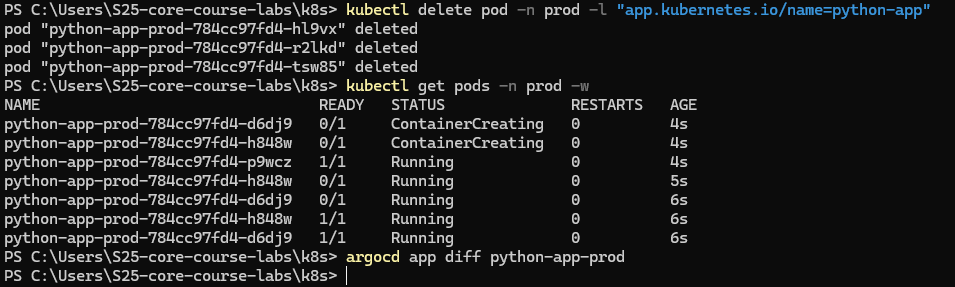 PS C:\Users\S25-core-course-labs\k8s> kubectl delete pod -n prod -l "app.kubernetes.io/name=python-app"
pod "python-app-prod-784cc97fd4-hl9vx" deleted
pod "python-app-prod-784cc97fd4-r2lkd" deleted
pod "python-app-prod-784cc97fd4-tsw85" deleted
PS C:\Users\S25-core-course-labs\k8s> kubectl get pods -n prod -w
NAME READY STATUS RESTARTS AGE
python-app-prod-784cc97fd4-d6dj9 0/1 ContainerCreating 0 4s
python-app-prod-784cc97fd4-h848w 0/1 ContainerCreating 0 4s
python-app-prod-784cc97fd4-p9wcz 1/1 Running 0 4s
python-app-prod-784cc97fd4-h848w 0/1 Running 0 5s
python-app-prod-784cc97fd4-d6dj9 0/1 Running 0 6s
python-app-prod-784cc97fd4-h848w 1/1 Running 0 6s
python-app-prod-784cc97fd4-d6dj9 1/1 Running 0 6s
PS C:\Users\S25-core-course-labs\k8s> argocd app diff python-app-prod
PS C:\Users\S25-core-course-labs\k8s>